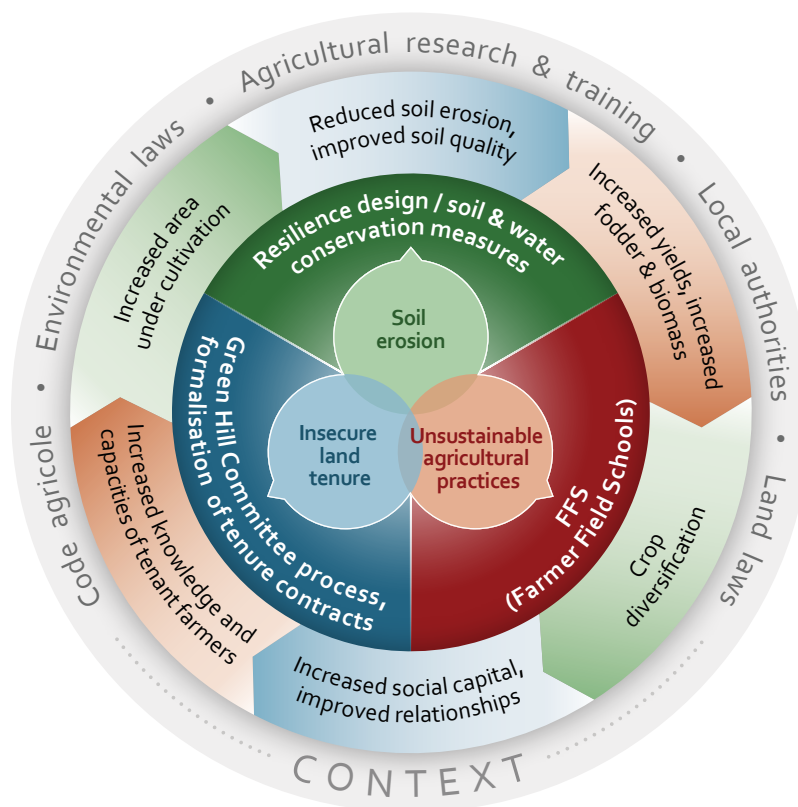 Code agricole • Environmental laws • Agricultural research & training • Local authorities • Land laws
CONTEXT
Reduced soil erosion,
improved soil quality
Increased yields, increased
fodder & biomass
Crop
diversification
Increased social capital,
improved relationships
Increased knowledge and
capacities of tenant farmers
Increased area
under cultivation
Resilience design / soil & water
conservation measures
FFS
(Farmer Field Schools)
Green Hill Committee process,
formalisation of tenure contracts
Soil
erosion
Insecure
land
tenure
Unsustainable
agricultural
practices